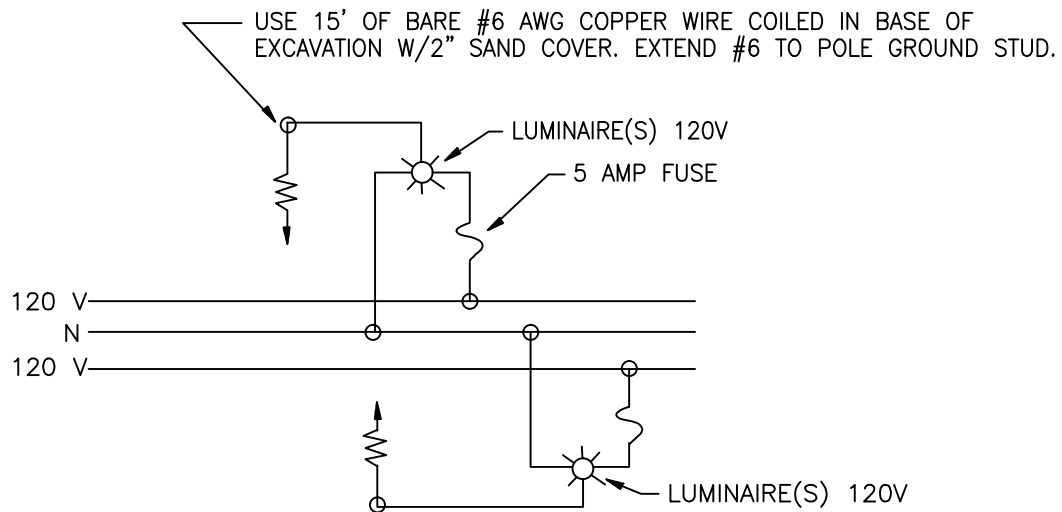 USE 15' OF BARE #6 AWG COPPER WIRE COILED IN BASE OF
EXCAVATION W/2" SAND COVER. EXTEND #6 TO POLE GROUND STUD.
LUMINAIRE(S) 120V
5 AMP FUSE
120 V
N
120 V
LUMINAIRE(S) 120V